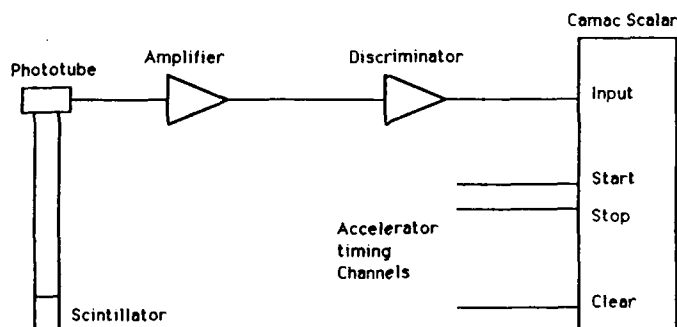 Camac Scalar
Phototube
Amplifier
Discriminator
Input
Start
Stop
Accelerator
timing
Channels
Clear
Scintillator